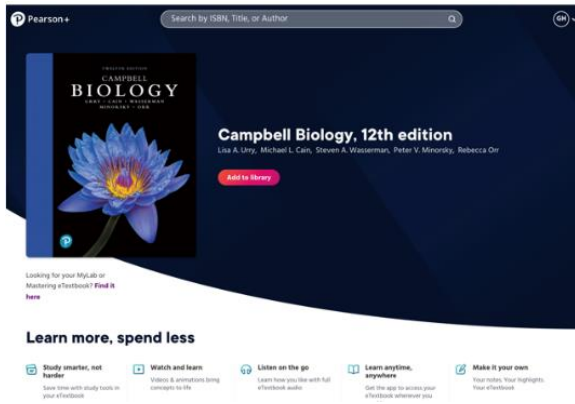 Pearson+
Search by ISBN, Title, or Author
GH
TWELFTH EDITION
CAMPBELL
BIOLOGY
URRY • CAIN • WASSERMAN
MINORSKY • ORR
Campbell Biology, 12th edition
Lisa A. Urry, Michael L. Cain, Steven A. Wasserman, Peter V. Minorsky, Rebecca Orr
Add to library
Looking for your MyLab or
Mastering eTextbook? Find it
here
Learn more, spend less
Study smarter, not
harder
Save time with study tools in
your eTextbook
Watch and learn
Videos & animations bring
concepts to life
Listen on the go
Learn how you like with full
eTextbook audio
Learn anytime,
anywhere
Get the app to access your
eTextbook whenever you
Make it your own
Your notes. Your highlights.
Your eTextbook